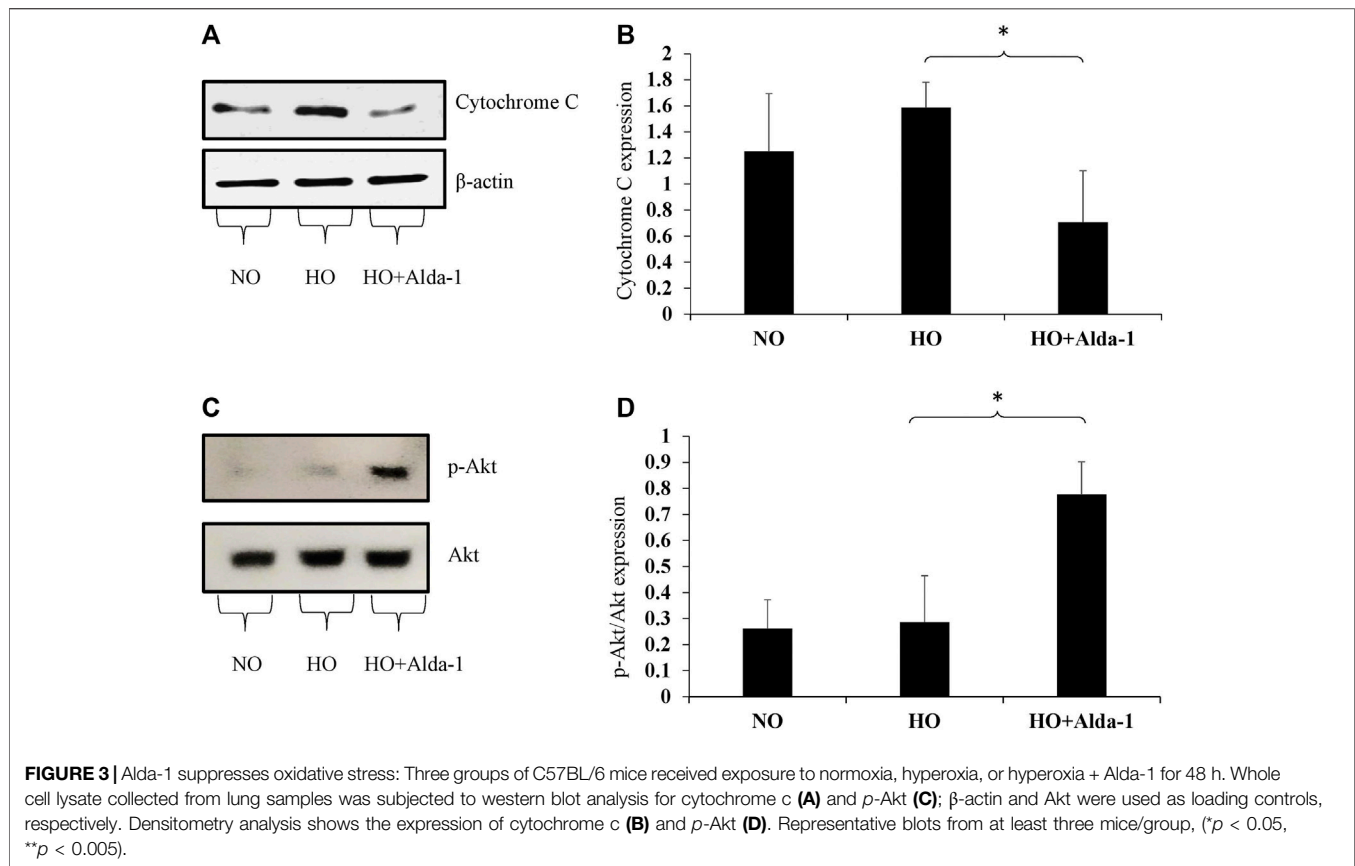 A
Cytochrome C
β-actin
NO HO HO+Alda-1
B
*
Cytochrome C expression
2
1.8
1.6
1.4
1.2
1
0.8
0.6
0.4
0.2
0
NO HO HO+Alda-1
C
p-Akt
Akt
NO HO HO+Alda-1
D
*
p-Akt/Akt expression
1
0.9
0.8
0.7
0.6
0.5
0.4
0.3
0.2
0.1
0
NO HO HO+Alda-1
FIGURE 3 | Alda-1 suppresses oxidative stress: Three groups of C57BL/6 mice received exposure to normoxia, hyperoxia, or hyperoxia + Alda-1 for 48 h. Whole
cell lysate collected from lung samples was subjected to western blot analysis for cytochrome c (A) and p-Akt (C); β-actin and Akt were used as loading controls,
respectively. Densitometry analysis shows the expression of cytochrome c (B) and p-Akt (D). Representative blots from at least three mice/group, (*p < 0.05,
**p < 0.005).